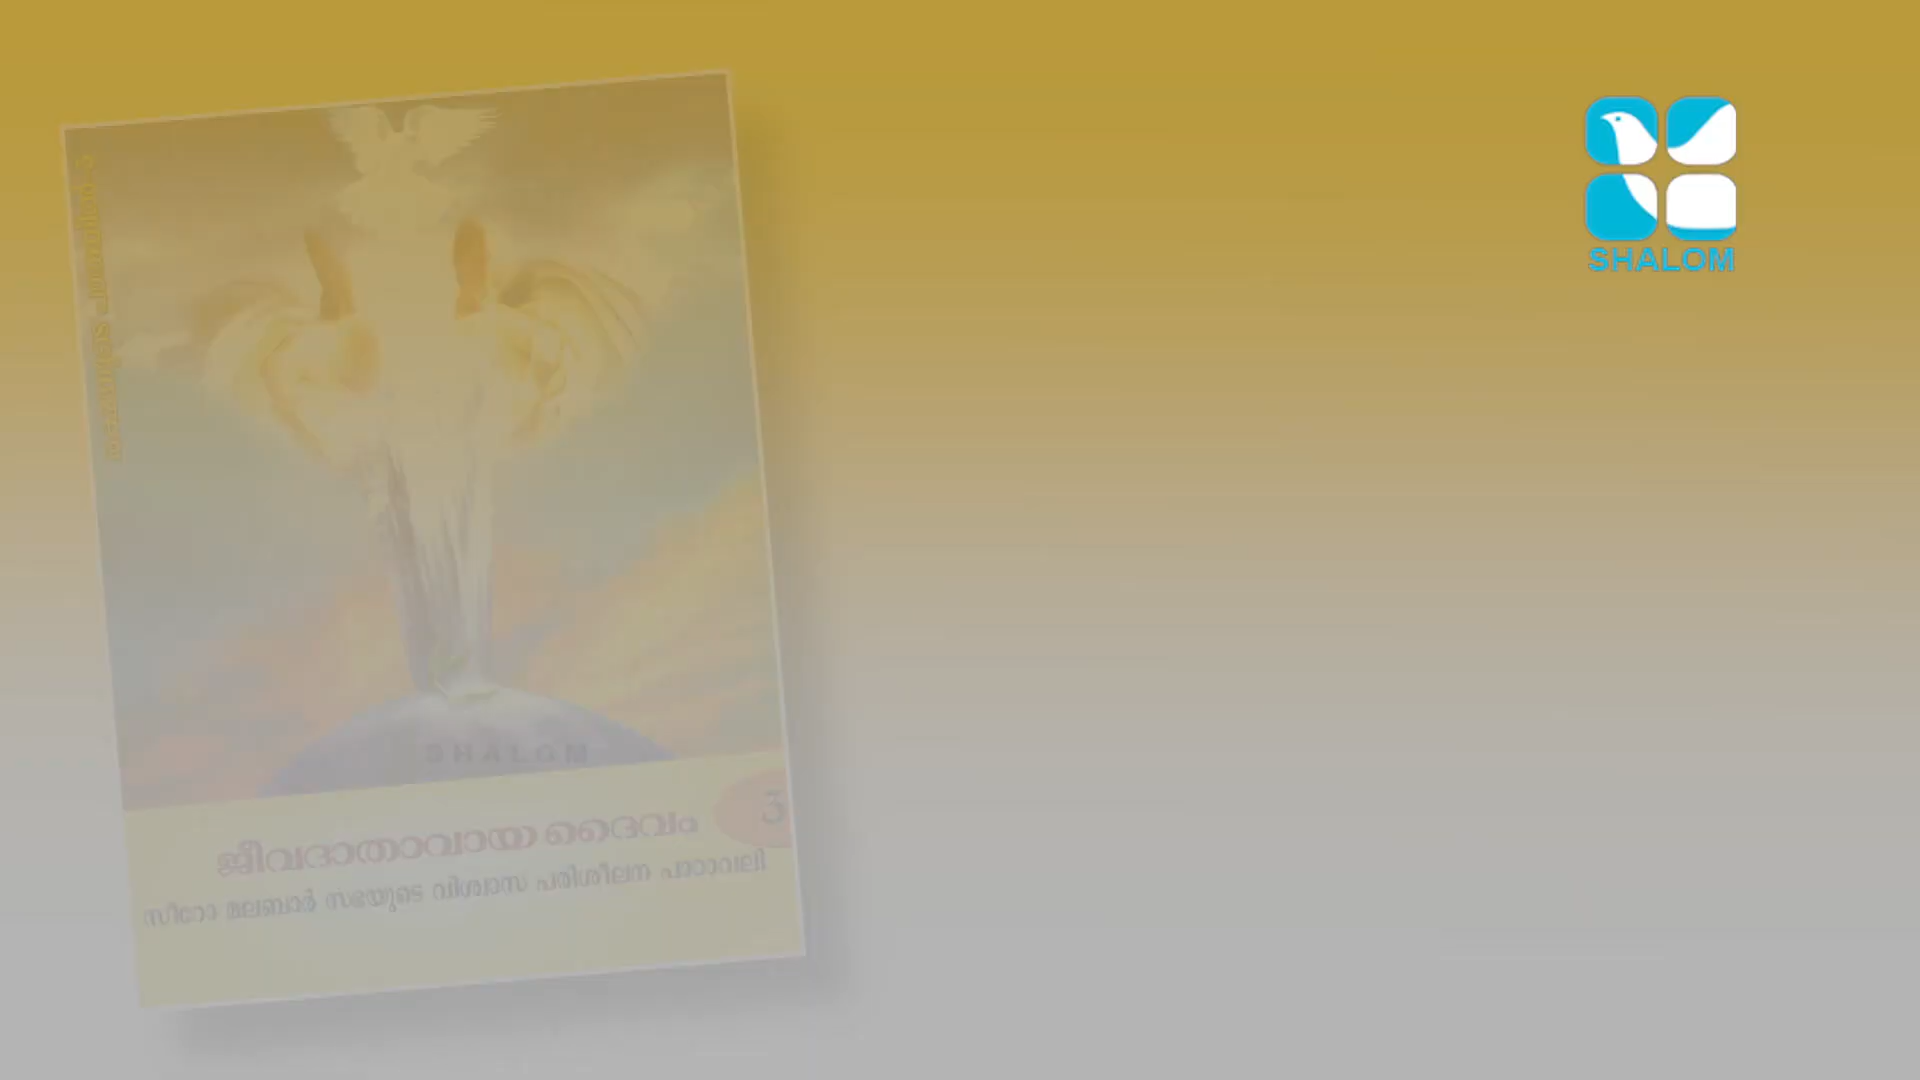 SHALOM
SHALOM
ജീവദാതാവായ ദൈവം
3
സീറോ മലബാർ സഭയുടെ വിശ്വാസ പരിശീലന പാഠാവലി